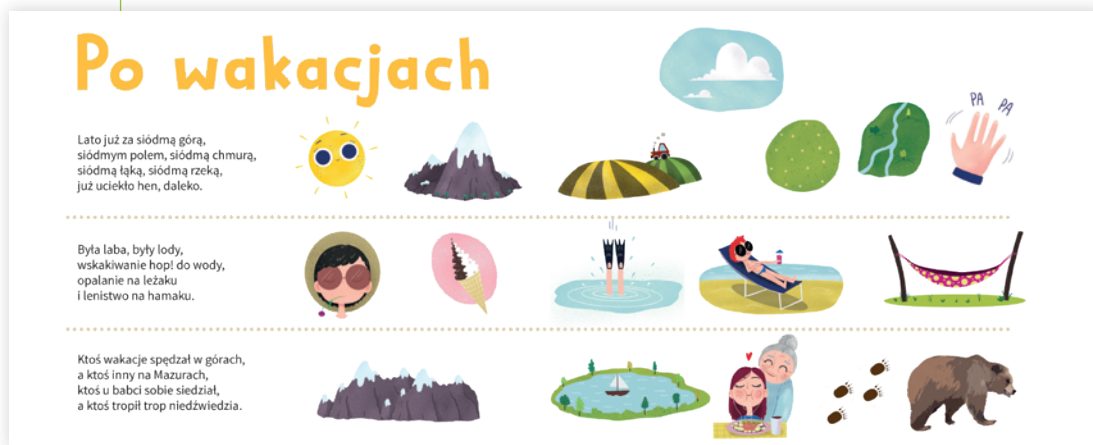 Po wakacjach
PA PA
Lato już za siódmą górą,
siódmym polem, siódmą chmurą,
siódmą łąką, siódmą rzeką,
już uciekło hen, daleko.
Była laba, były lody,
wskakiwanie hop! do wody,
opalanie na leżaku
i lenistwo na hamaku.
Ktoś wakacje spędzał w górach,
a ktoś inny na Mazurach,
ktoś u babci sobie siedział,
a ktoś tropił trop niedźwiedzia.